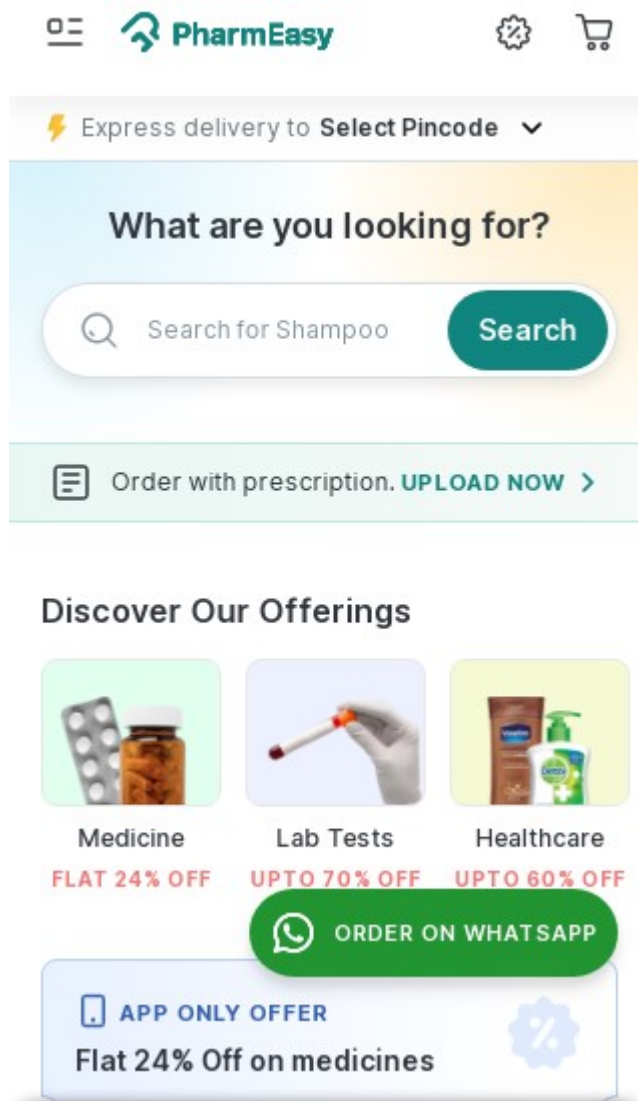 PharmEasy
Express delivery to Select Pincode
What are you looking for?
Search for Shampoo Search
Order with prescription. UPLOAD NOW
Discover Our Offerings
Medicine Lab Tests Healthcare
FLAT 24% OFF UPTO 70% OFF UPTO 60% OFF
ORDER ON WHATSAPP
APP ONLY OFFER
Flat 24% Off on medicines